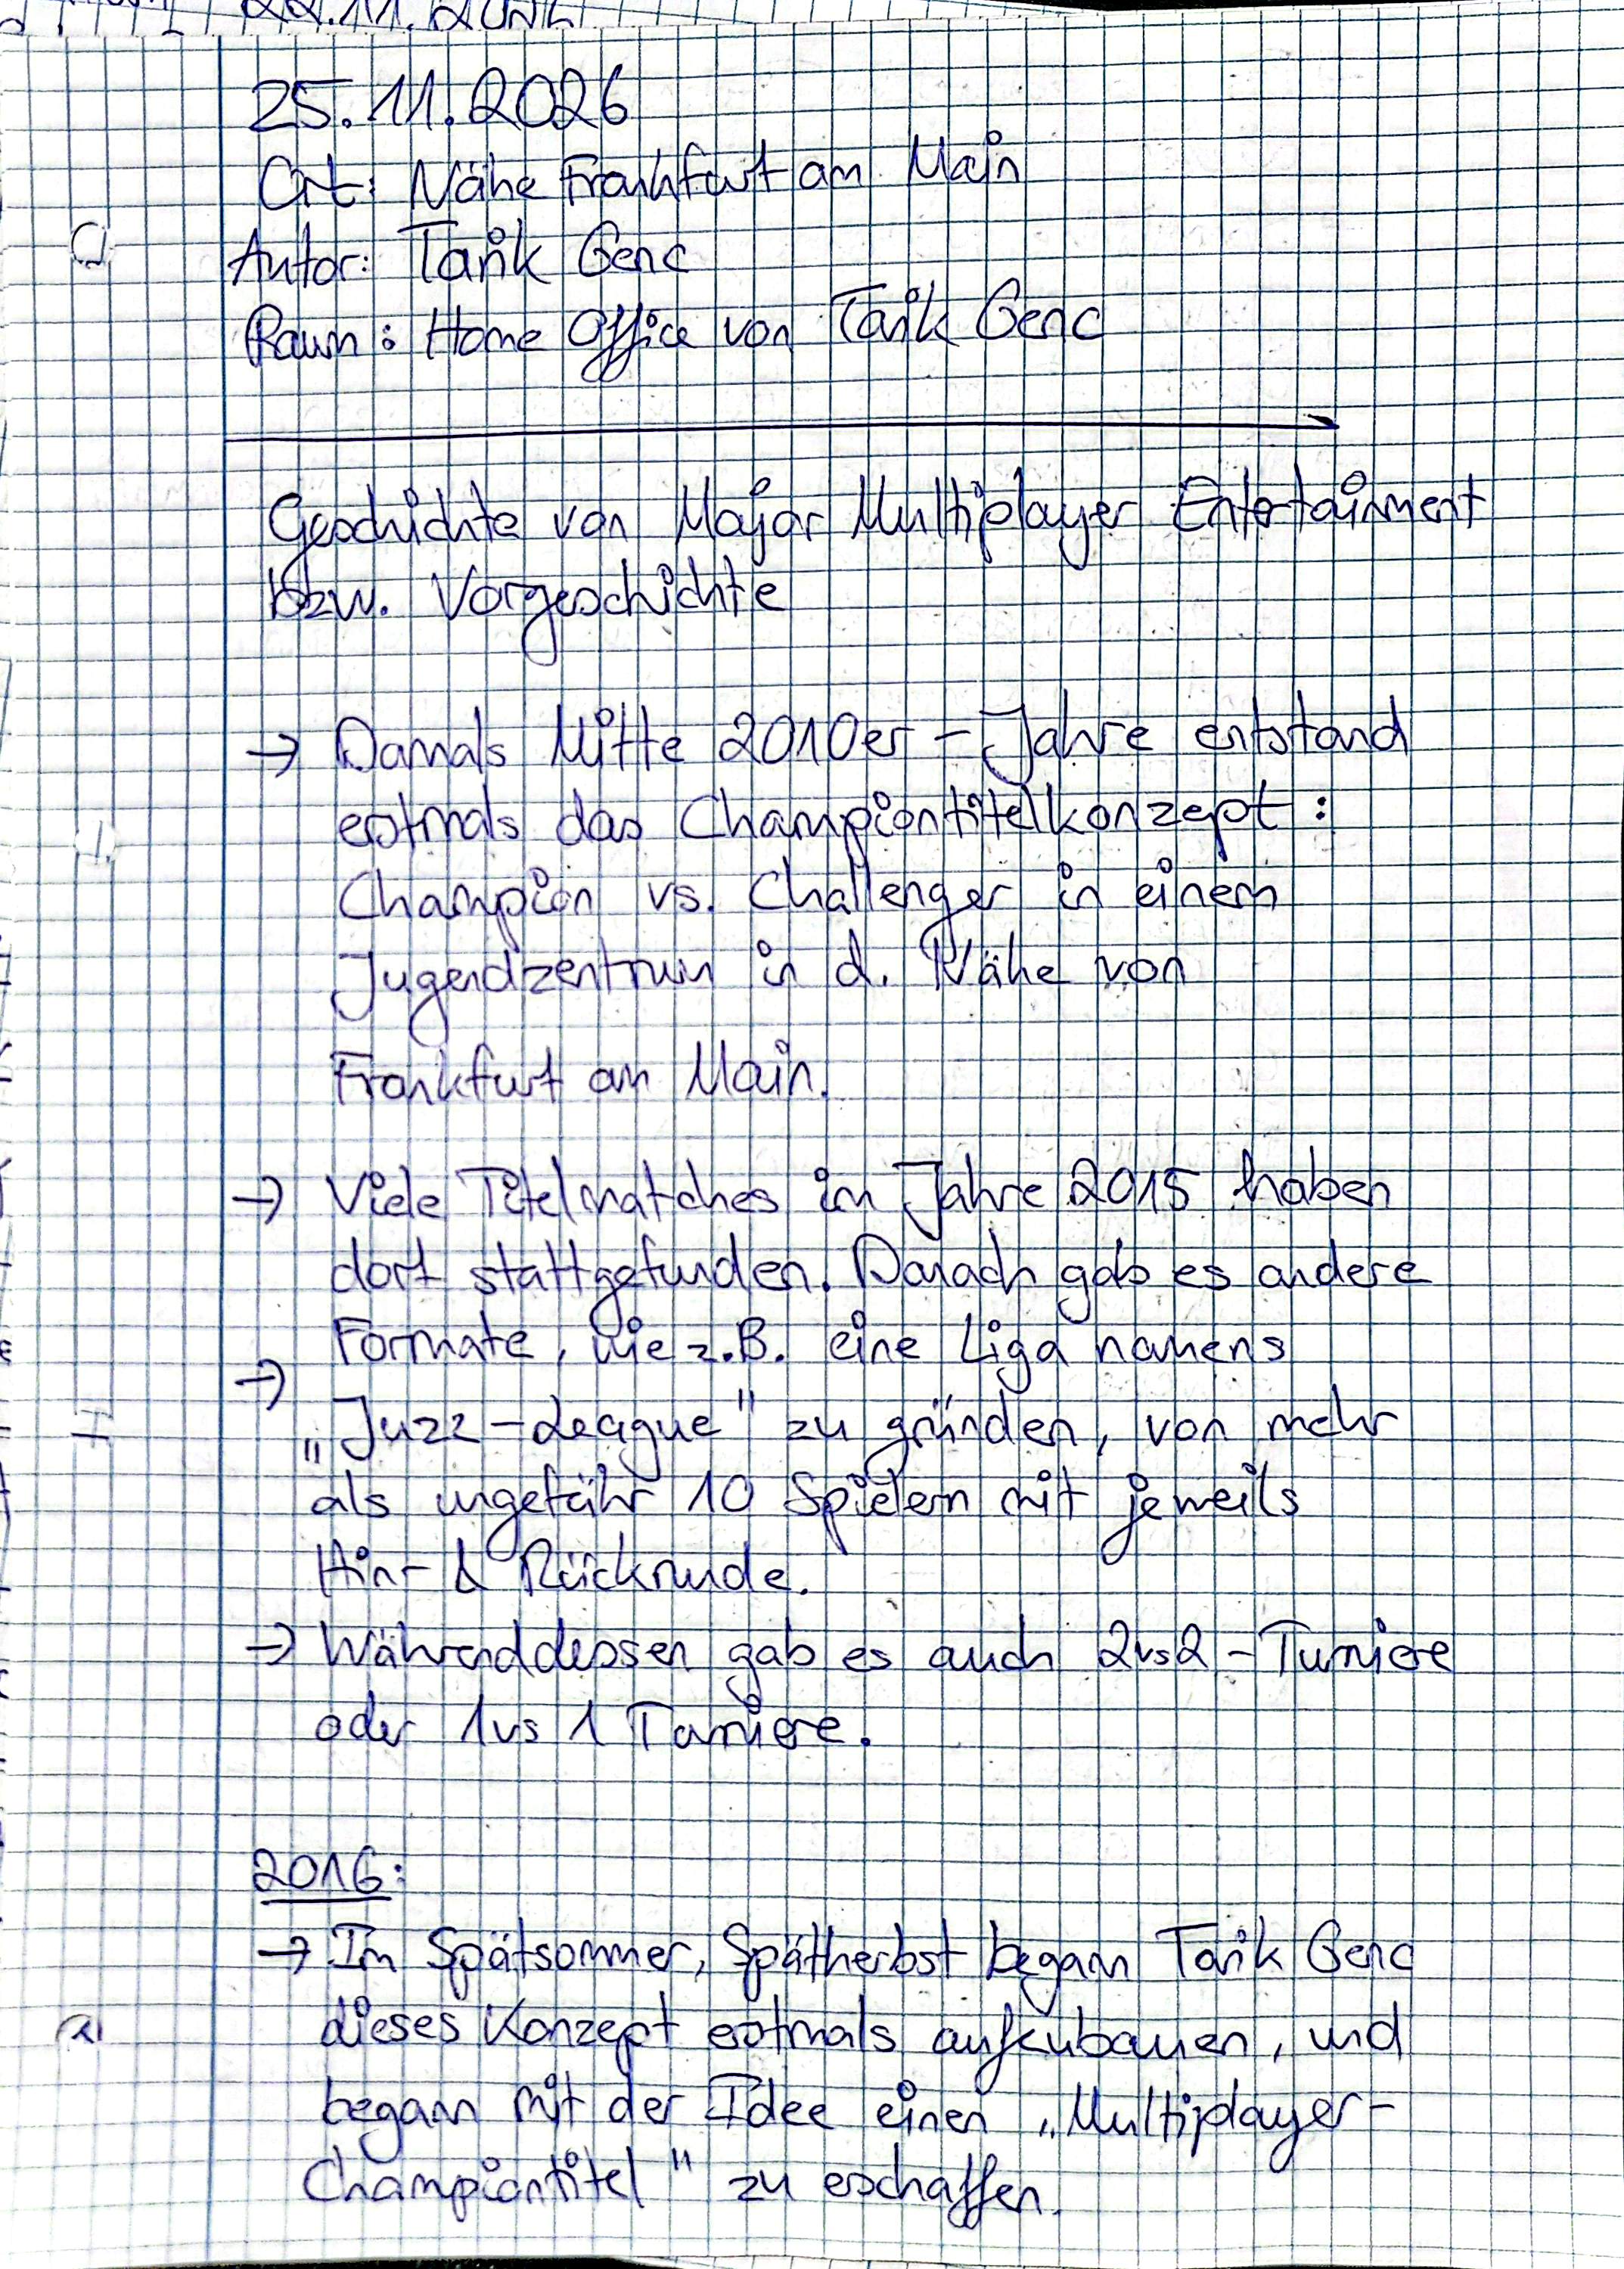 22.11.2026
25.11.2026
Ort: Nähe Frankfurt am Main
Autor: Tarik Genc
Raum: Home Office von Tarik Genc
Geschichte von Major Multiplayer Entertainment
bzw. Vorgeschichte
→ Damals Mitte 2010er-Jahre entstand
erstmals das Championtitelkonzept:
Champion vs. Challenger in einem
Jugendzentrum in d. Nähe von
Frankfurt am Main.
→ Viele Titelmatches im Jahre 2015 haben
dort stattgefunden. Danach gab es andere
Formate, wie z.B. eine Liga namens
→ „Juzz-League" zu gründen, von mehr
als ungefähr 10 Spielern mit jeweils
Hin- & Rückrunde.
→ Währenddessen gab es auch 2vs2-Turniere
oder 1vs1 Turniere.
2016:
→ Im Spätsommer, Spätherbst begann Tarik Genc
dieses Konzept erstmals aufzubauen, und
begann mit der Idee einen „Multiplayer-
Championtitel" zu erschaffen.